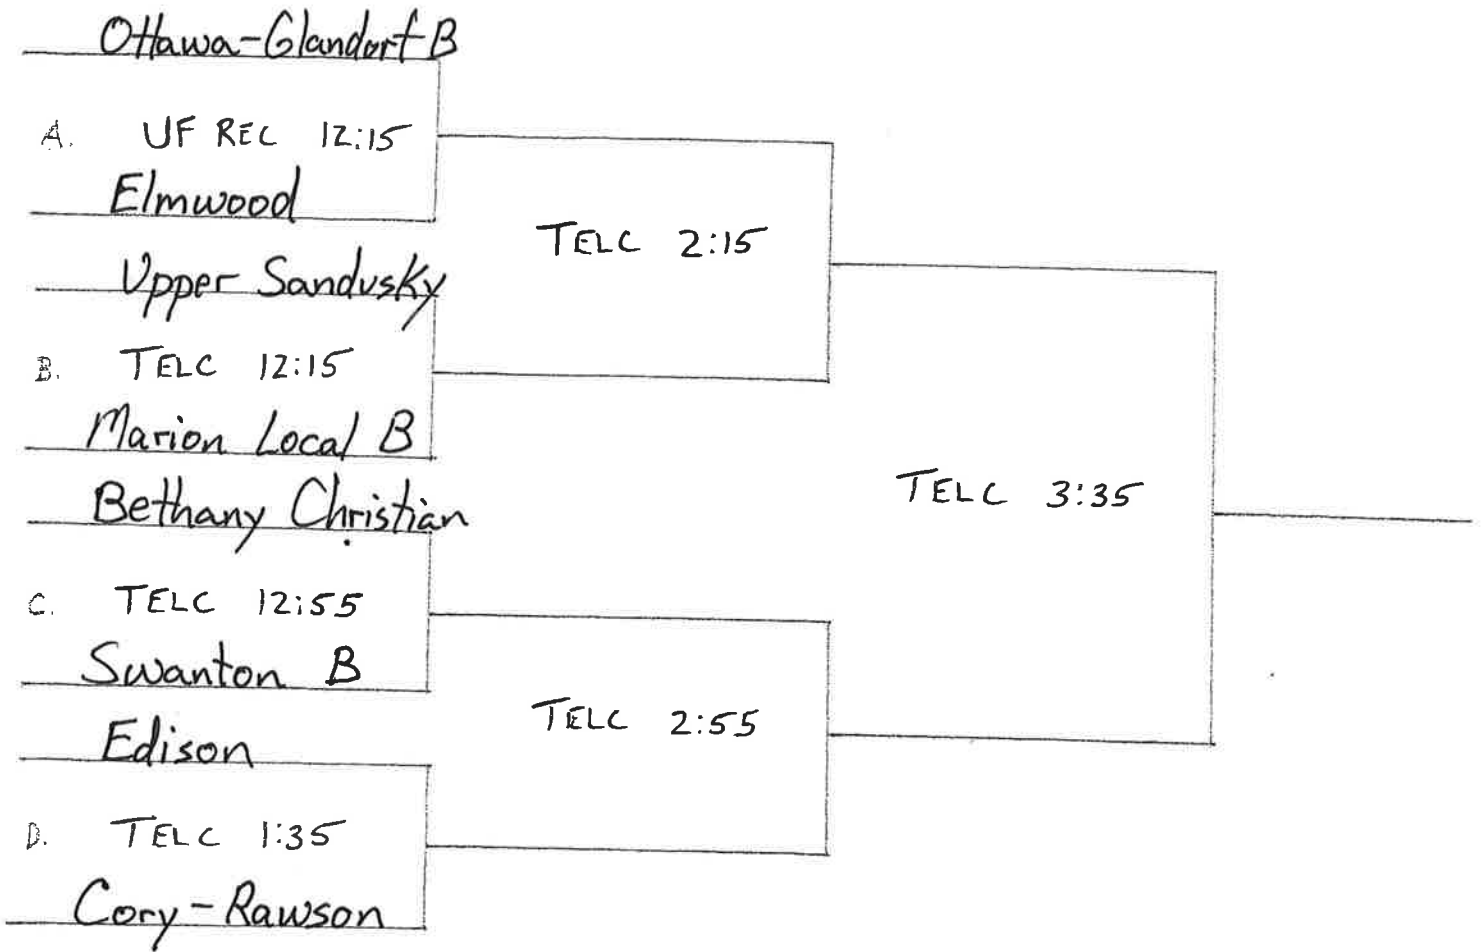 Ottawa-Glandorf B
A. UF REC 12:15
Elmwood
TELC 2:15
Upper Sandusky
B. TELC 12:15
Marion Local B
TELC 3:35
Bethany Christian
C. TELC 12:55
Swanton B
TELC 2:55
Edison
D. TELC 1:35
Cory-Rawson